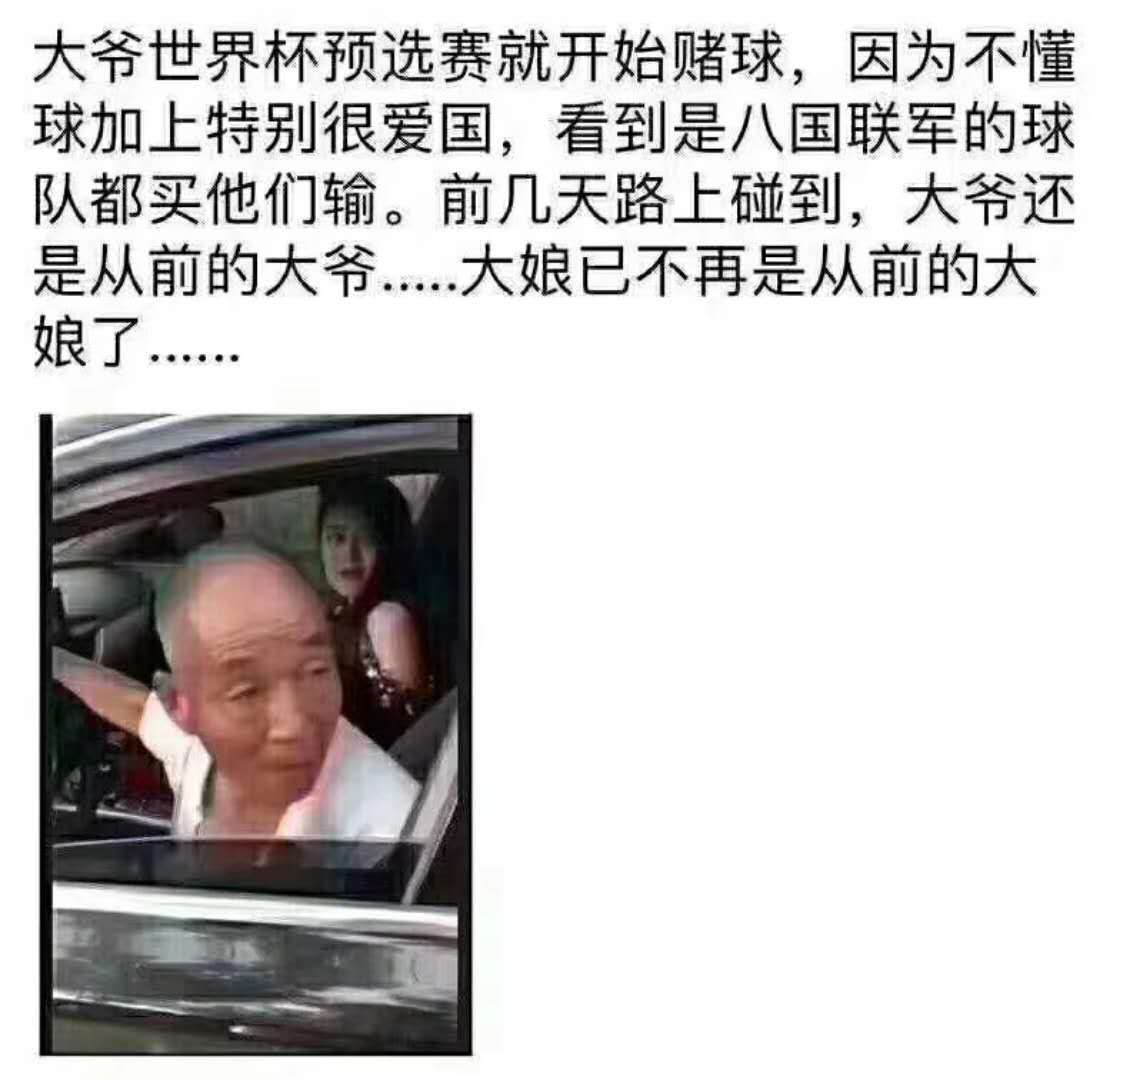 大爷世界杯预选赛就开始赌球，因为不懂
球加上特别很爱国，看到是八国联军的球
队都买他们输。前几天路上碰到，大爷还
是从前的大爷.....大娘已不再是从前的大
娘了......